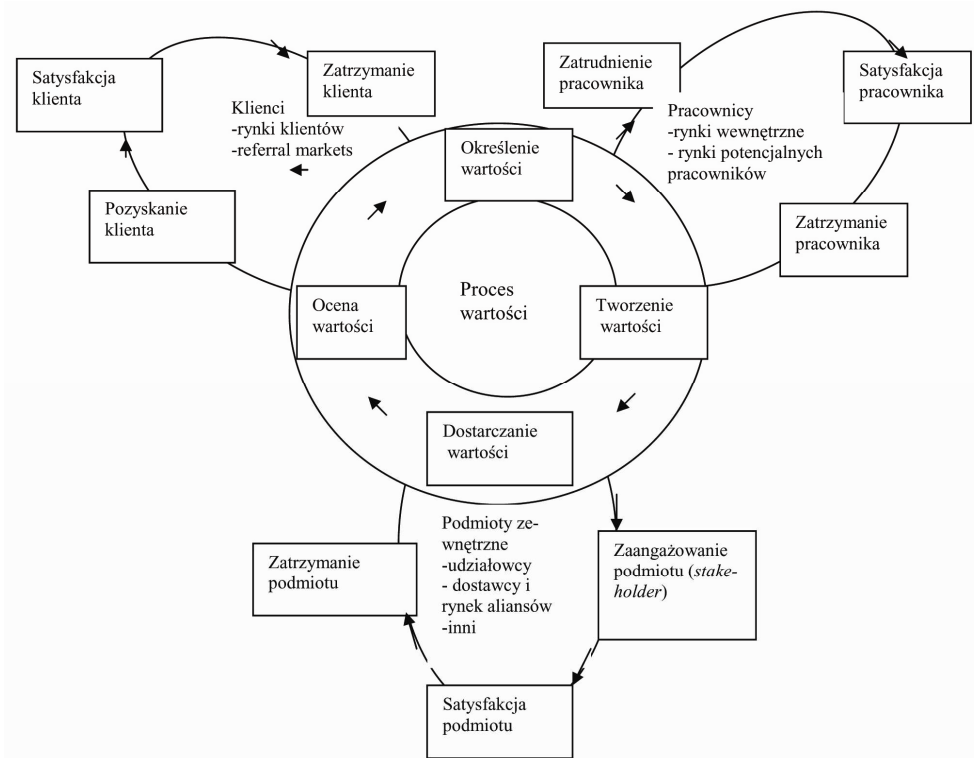 Satysfakcja
klienta
Zatrzymanie
klienta
Klienci
-rynki klientów
-referral markets
Pozyskanie
klienta
Zatrudnienie
pracownika
Satysfakcja
pracownika
Pracownicy
-rynki wewnętrzne
- rynki potencjalnych
pracowników
Zatrzymanie
pracownika
Określenie
wartości
Ocena
wartości
Proces
wartości
Tworzenie
wartości
Dostarczanie
wartości
Podmioty ze-
wnętrzne
-udziałowcy
- dostawcy i
rynek aliansów
-inni
Zatrzymanie
podmiotu
Zaangażowanie
podmiotu (stake-
holder)
Satysfakcja
podmiotu